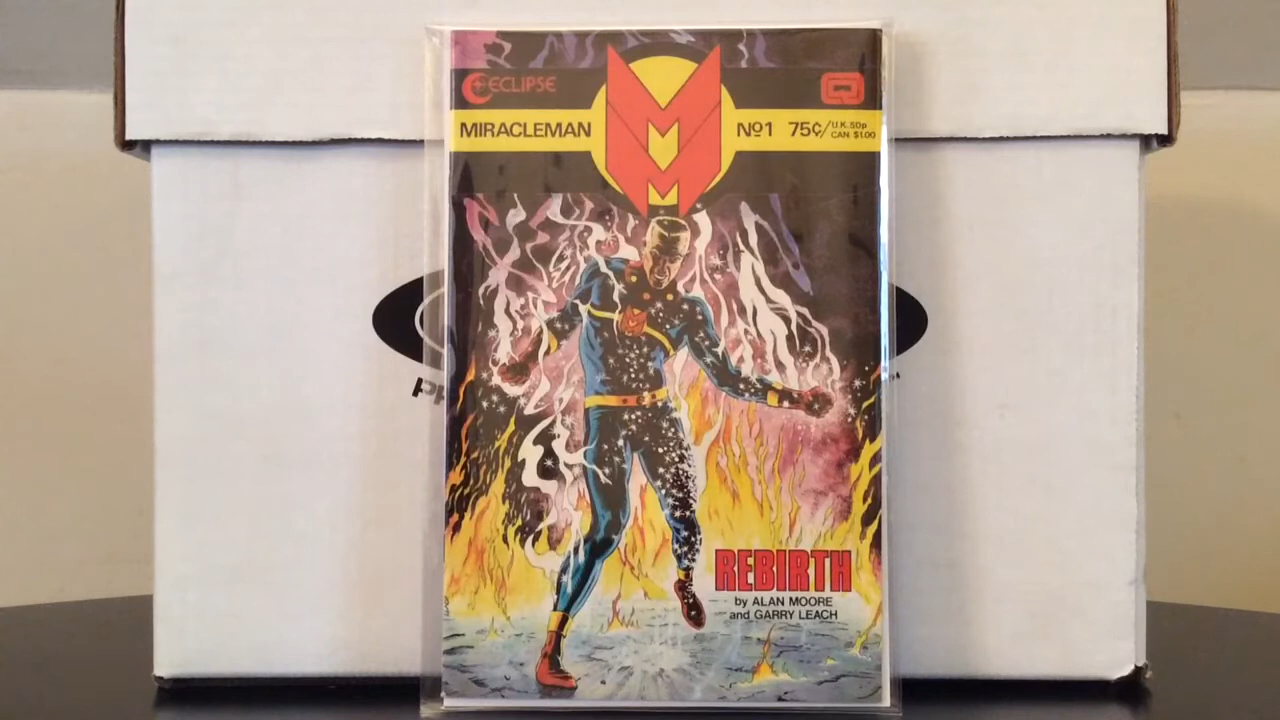 ECLIPSE
MIRACLEMAN
Nº1 75¢/ U.K. 50p
CAN. $1.00
REBIRTH
by ALAN MOORE
and GARRY LEACH